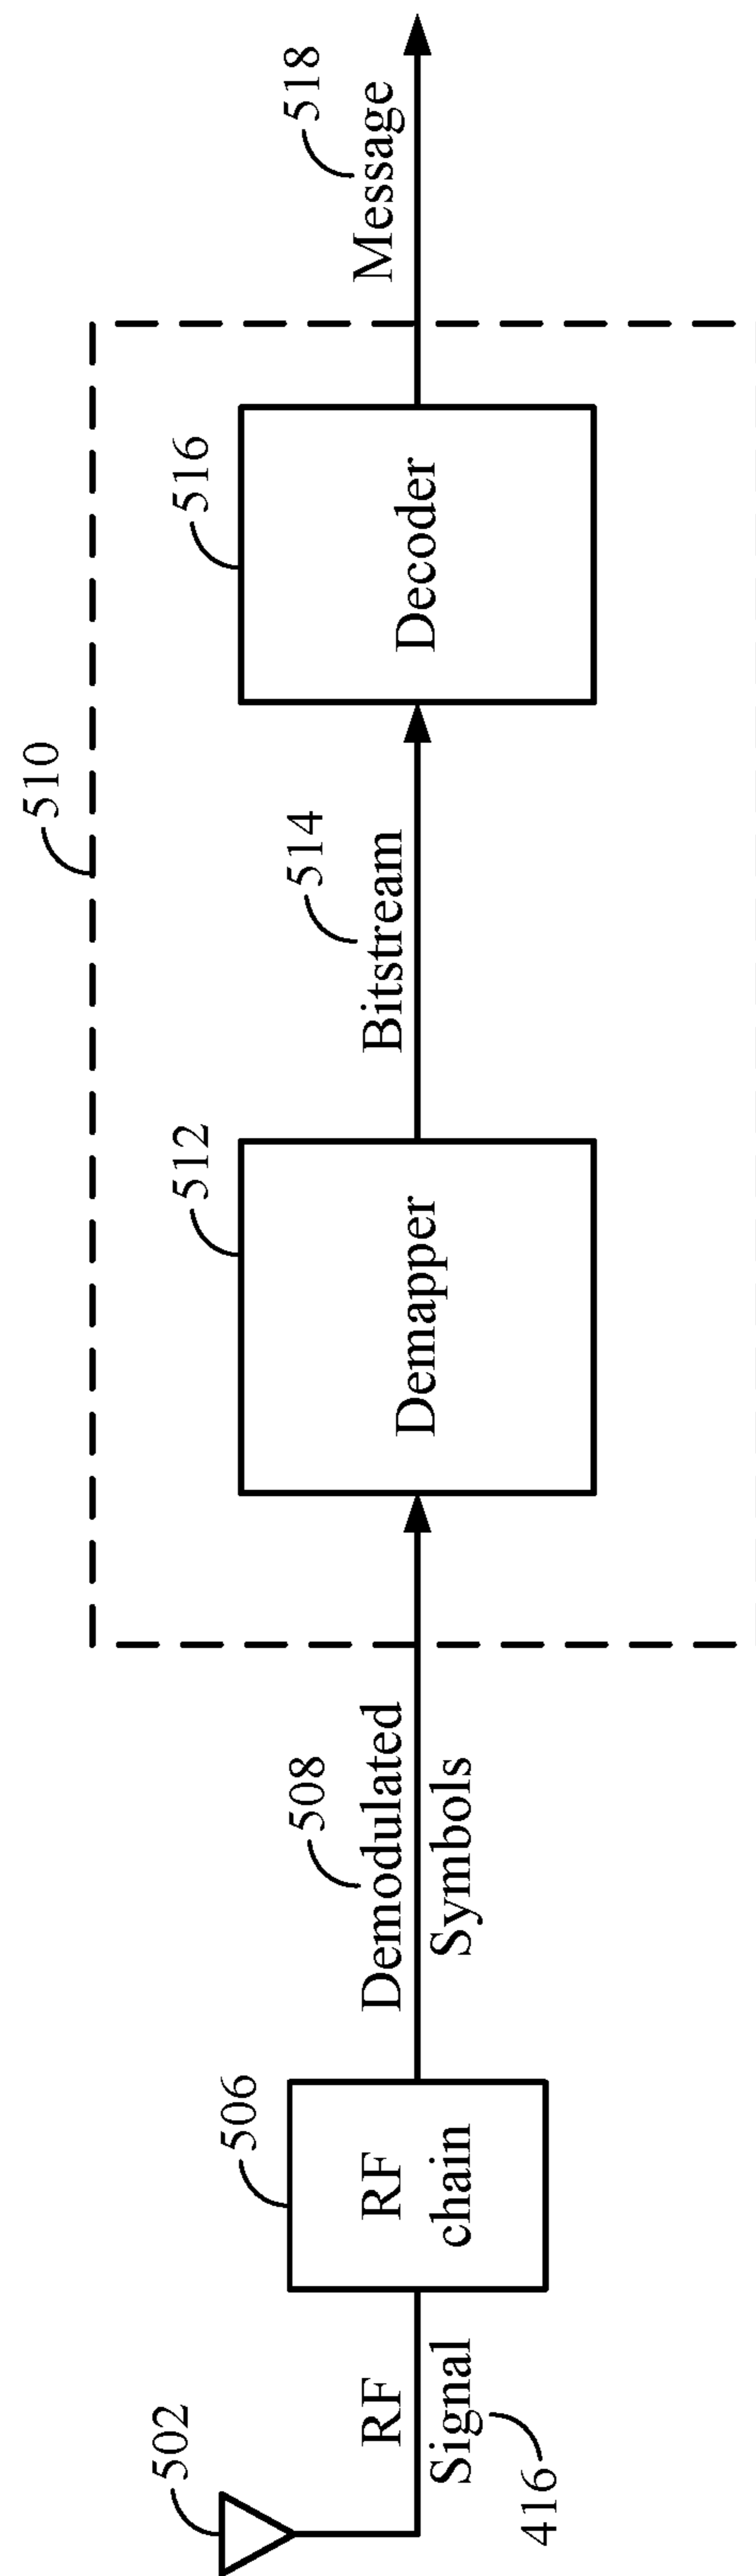 502
RF
Signal
416
506
RF
chain
508
Demodulated
Symbols
510
512
Demapper
514
Bitstream
516
Decoder
518
Message